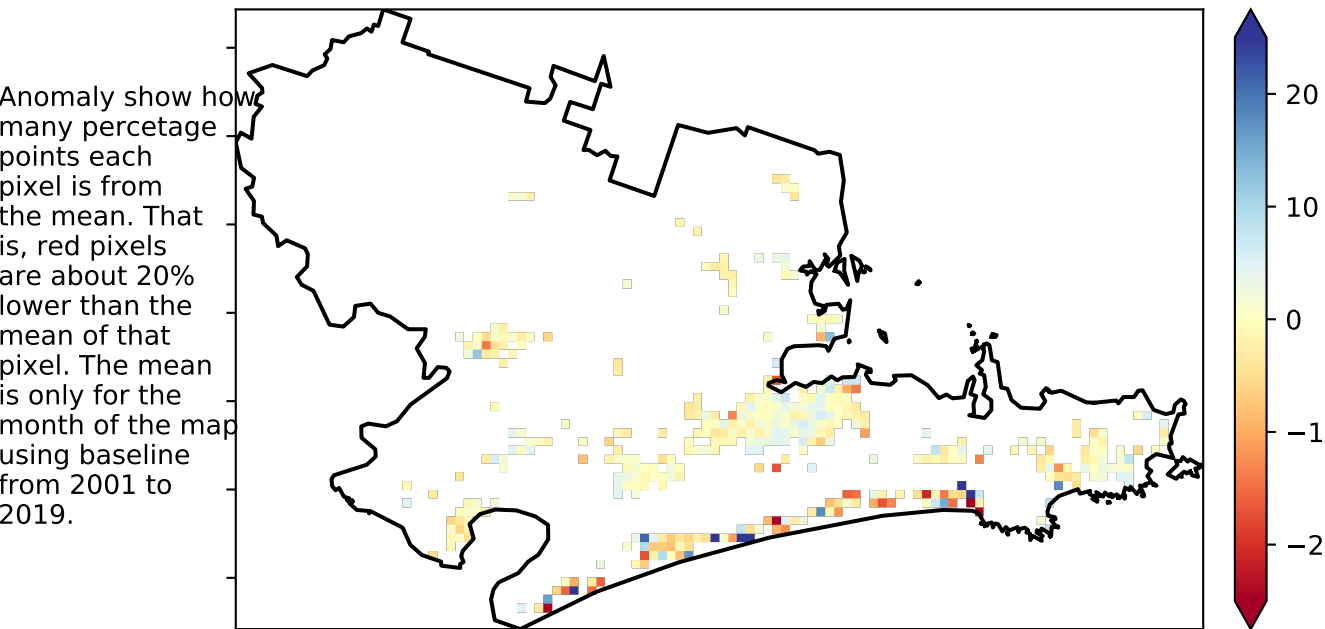 Anomaly show how
many percetage
points each
pixel is from
the mean. That
is, red pixels
are about 20%
lower than the
mean of that
pixel. The mean
is only for the
month of the map
using baseline
from 2001 to
2019.
20
10
0
−1
−2